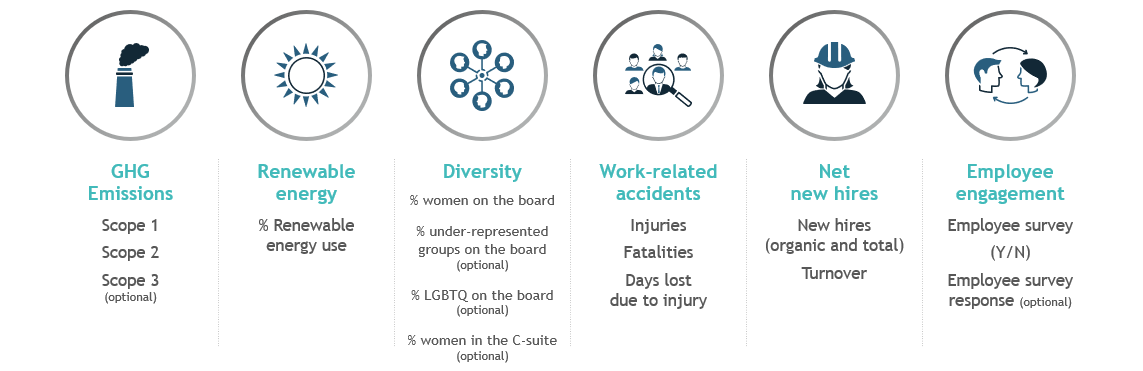 GHG
Emissions
Scope 1
Scope 2
Scope 3
(optional)
Renewable
energy
% Renewable
energy use
Diversity
% women on the board
% under-represented
groups on the board
(optional)
% LGBTQ on the board
(optional)
% women in the C-suite
(optional)
Work-related
accidents
Injuries
Fatalities
Days lost
due to injury
Net
new hires
New hires
(organic and total)
Turnover
Employee
engagement
Employee survey
(Y/N)
Employee survey
response (optional)